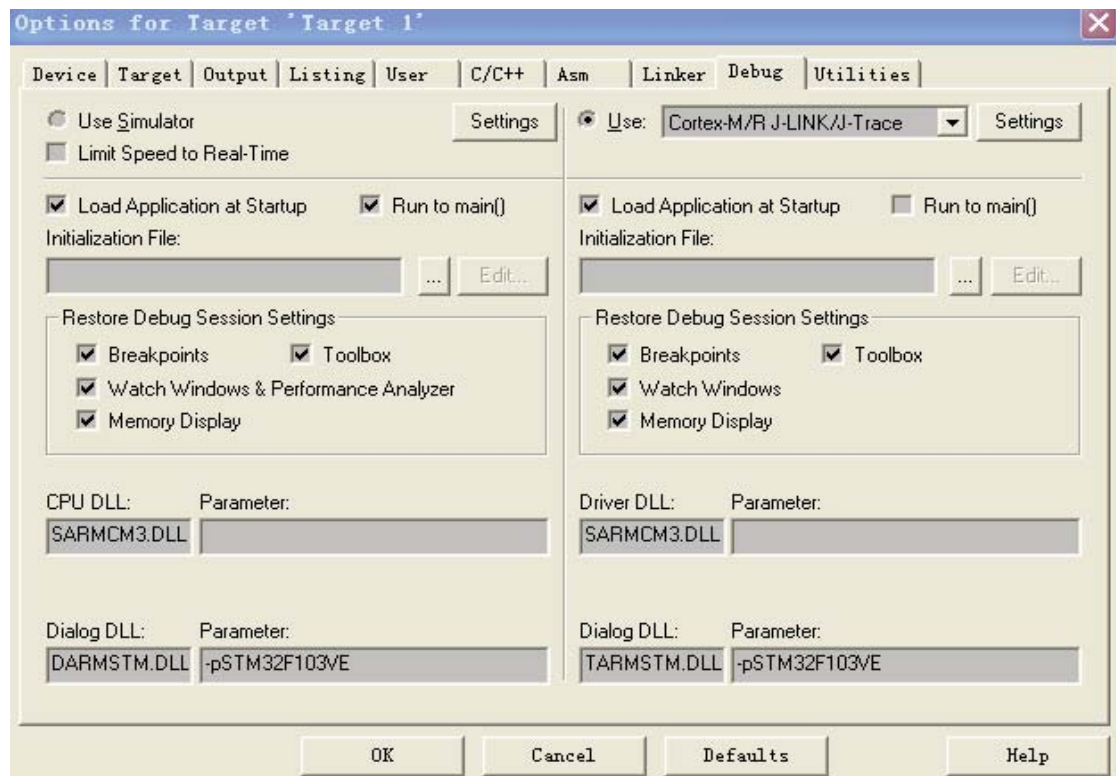 Options for Target 'Target 1'
Device Target Output Listing User C/C++ Asm Linker Debug Utilities
Use Simulator Settings
Limit Speed to Real-Time
Use: Cortex-M/R J-LINK/J-Trace Settings
Load Application at Startup Run to main()
Initialization File:
... Edit...
Restore Debug Session Settings
Breakpoints Toolbox
Watch Windows & Performance Analyzer
Memory Display
CPU DLL: Parameter:
SARMCM3.DLL
Dialog DLL: Parameter:
DARMSTM.DLL -pSTM32F103VE
Load Application at Startup Run to main()
Initialization File:
... Edit...
Restore Debug Session Settings
Breakpoints Toolbox
Watch Windows
Memory Display
Driver DLL: Parameter:
SARMCM3.DLL
Dialog DLL: Parameter:
TARMSTM.DLL -pSTM32F103VE
OK Cancel Defaults Help